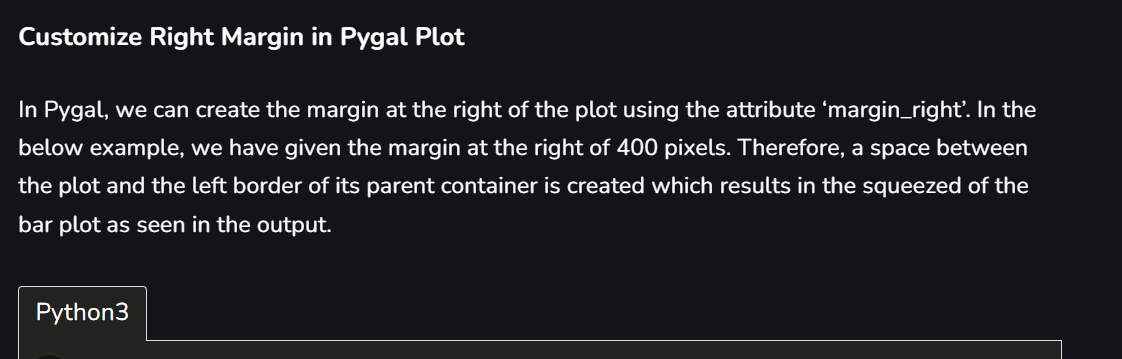 Customize Right Margin in Pygal Plot
In Pygal, we can create the margin at the right of the plot using the attribute ‘margin_right’. In the
below example, we have given the margin at the right of 400 pixels. Therefore, a space between
the plot and the left border of its parent container is created which results in the squeezed of the
bar plot as seen in the output.
Python3